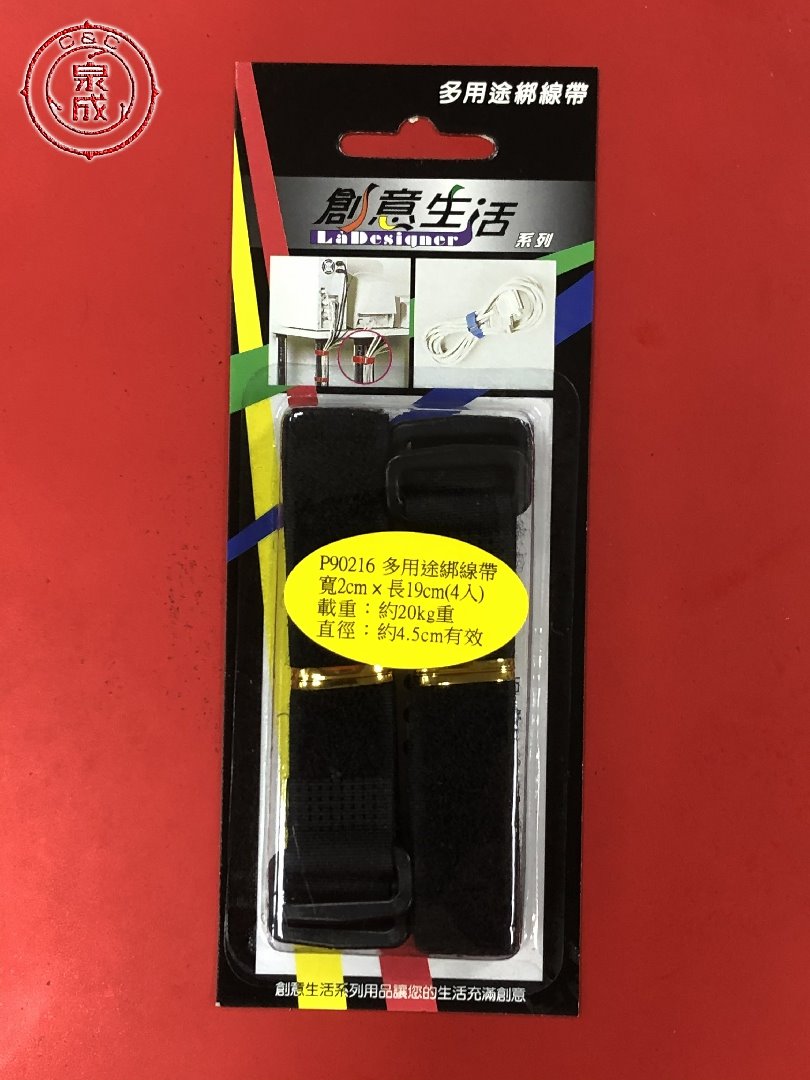 C&C
泉成
多用途綁線帶
創意生活
LàDesigner
系列
P90216 多用途綁線帶
寬2cm × 長19cm(4入)
載重：約20kg重
直徑：約4.5cm有效
創意生活系列用品讓您的生活充滿創意